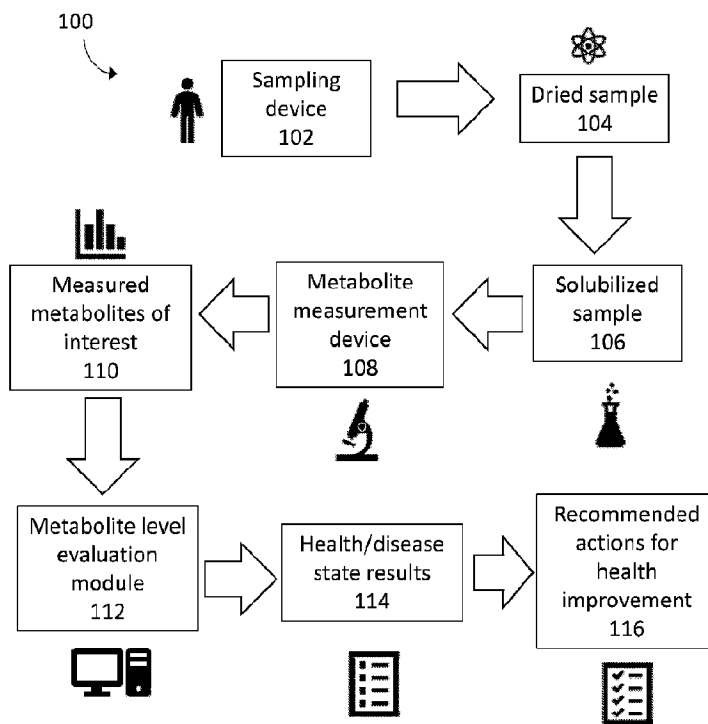 100
Sampling
device
102
Dried sample
104
Solubilized
sample
106
Metabolite
measurement
device
108
Measured
metabolites of
interest
110
Metabolite level
evaluation
module
112
Health/disease
state results
114
Recommended
actions for
health
improvement
116